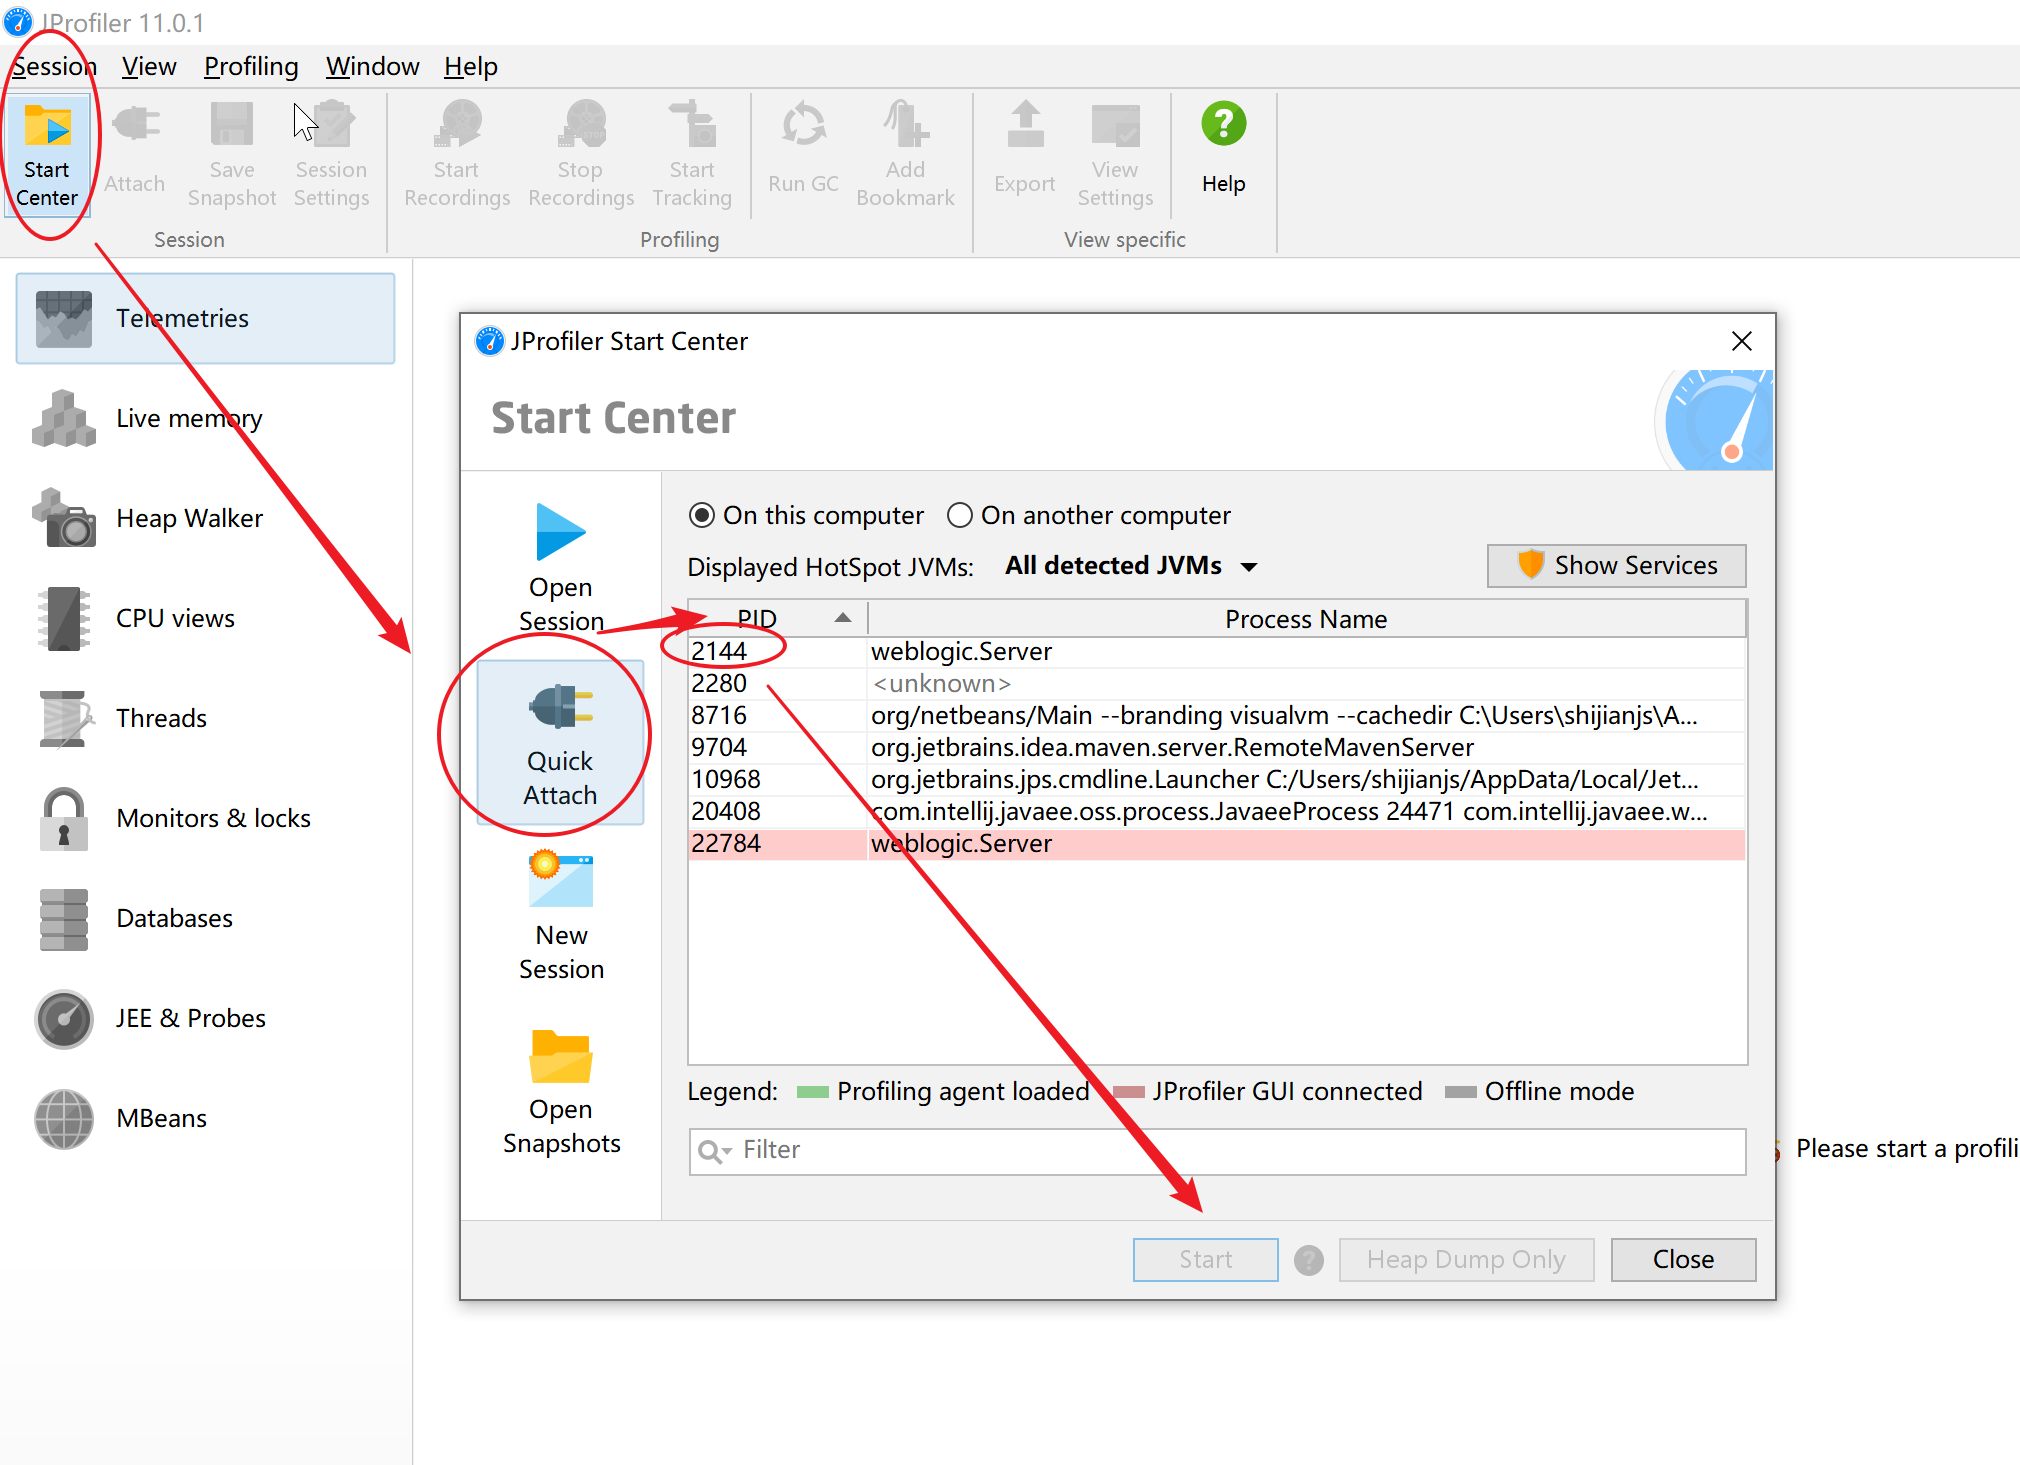 JProfiler 11.0.1
Session View Profiling Window Help
Start Center
Attach
Save Snapshot
Session Settings
Start Recordings
Stop Recordings
Start Tracking
Run GC
Add Bookmark
Export
View Settings
Help
Session
Profiling
View specific
Telemetries
Live memory
Heap Walker
CPU views
Threads
Monitors & locks
Databases
JEE & Probes
MBeans
JProfiler Start Center
Start Center
Open
Session
Quick
Attach
New
Session
Open
Snapshots
On this computer On another computer
Displayed HotSpot JVMs: All detected JVMs Show Services
PID Process Name
2144 weblogic.Server
2280 <unknown>
8716 org/netbeans/Main --branding visualvm --cachedir C:\Users\shijianjs\A...
9704 org.jetbrains.idea.maven.server.RemoteMavenServer
10968 org.jetbrains.jps.cmdline.Launcher C:/Users/shijianjs/AppData/Local/Jet...
20408 com.intellij.javaee.oss.process.JavaeeProcess 24471 com.intellij.javaee.w...
22784 weblogic.Server
Legend: Profiling agent loaded JProfiler GUI connected Offline mode
Filter
Start ? Heap Dump Only Close
Please start a profili